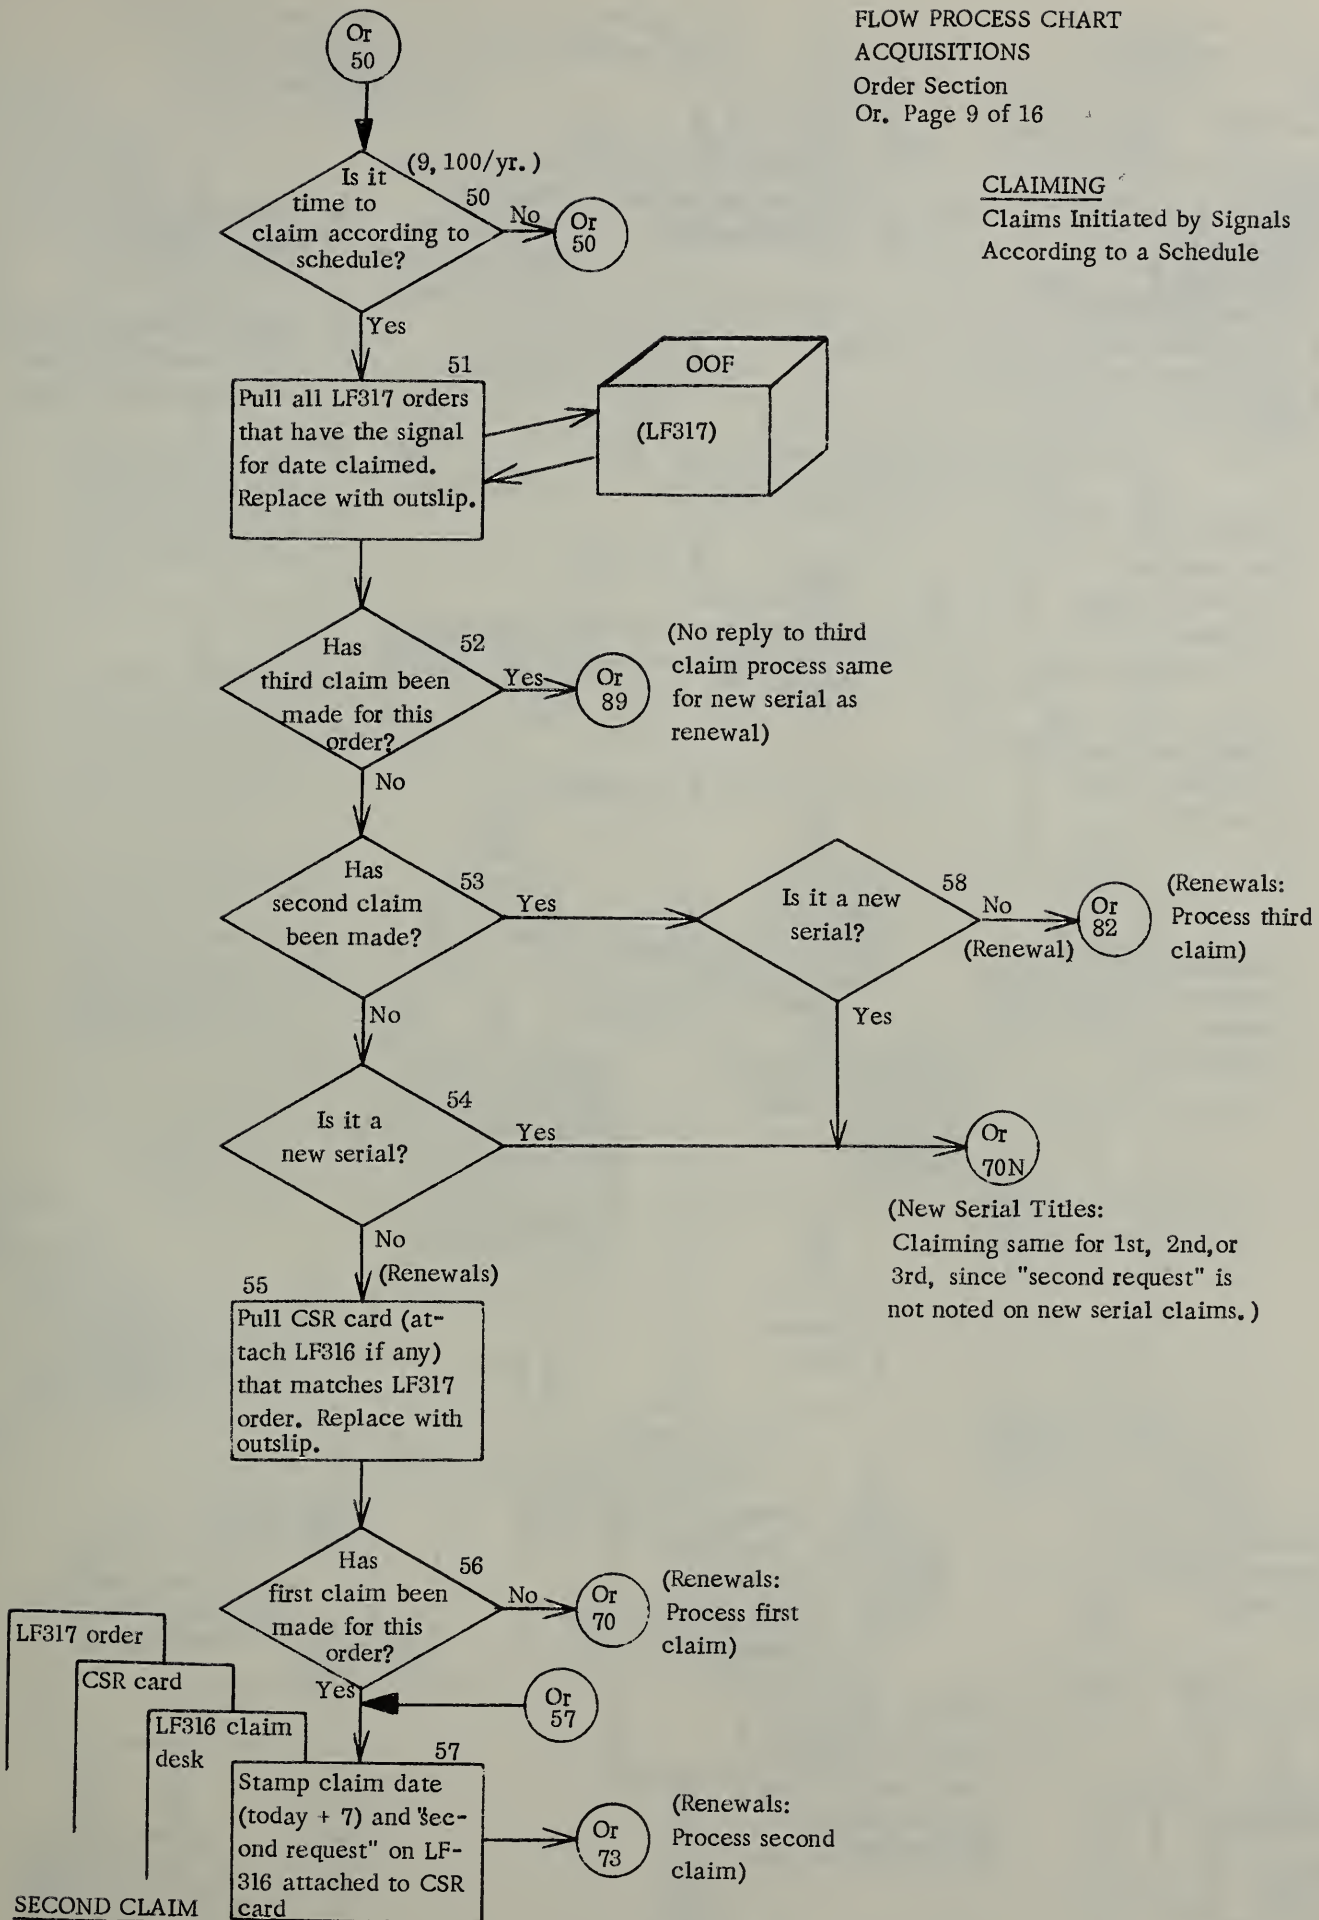 Or
50
FLOW PROCESS CHART
ACQUISITIONS
Order Section
Or. Page 9 of 16
CLAIMING
Claims Initiated by Signals
According to a Schedule
(9,100/yr.)
50
Is it
time to
claim according to
schedule?
No
Or
50
Yes
51
Pull all LF317 orders
that have the signal
for date claimed.
Replace with outslip.
OOF
(LF317)
52
Has
third claim been
made for this
order?
Yes
Or
89
(No reply to third
claim process same
for new serial as
renewal)
No
53
Has
second claim
been made?
Yes
58
Is it a new
serial?
No
(Renewal)
Or
82
(Renewals:
Process third
claim)
Yes
No
54
Is it a
new serial?
Yes
Or
70N
(New Serial Titles:
Claiming same for 1st, 2nd,or
3rd, since "second request" is
not noted on new serial claims.)
No
(Renewals)
55
Pull CSR card (at-
tach LF316 if any)
that matches LF317
order. Replace with
outslip.
56
Has
first claim been
made for this
order?
No
Or
70
(Renewals:
Process first
claim)
Yes
Or
57
LF317 order
CSR card
LF316 claim
desk
57
Stamp claim date
(today + 7) and "sec-
ond request" on LF-
316 attached to CSR
card
Or
73
(Renewals:
Process second
claim)
SECOND CLAIM